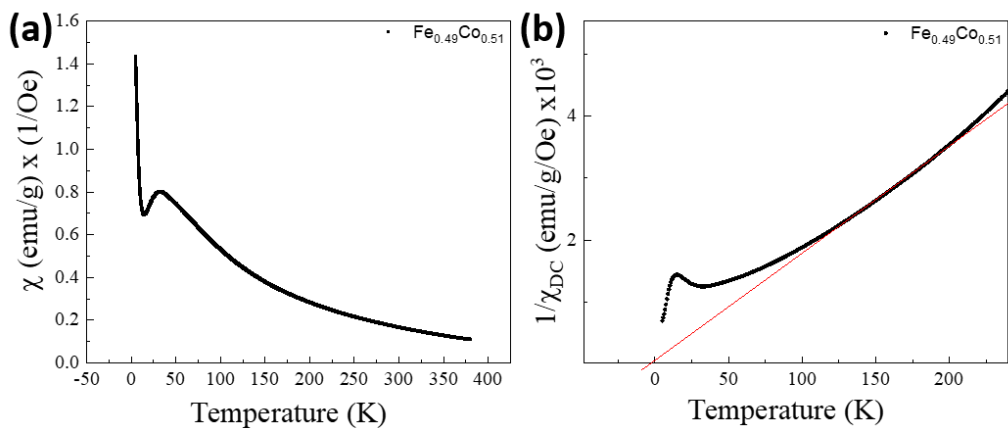 (a)
Fe0.49Co0.51
χ (emu/g) x (1/Oe)
1.6
1.4
1.2
1.0
0.8
0.6
0.4
0.2
0.0
-50 0 50 100 150 200 250 300 350 400
Temperature (K)
(b)
Fe0.49Co0.51
1/χDC (emu/g/Oe) x10³
4
2
0 50 100 150 200
Temperature (K)